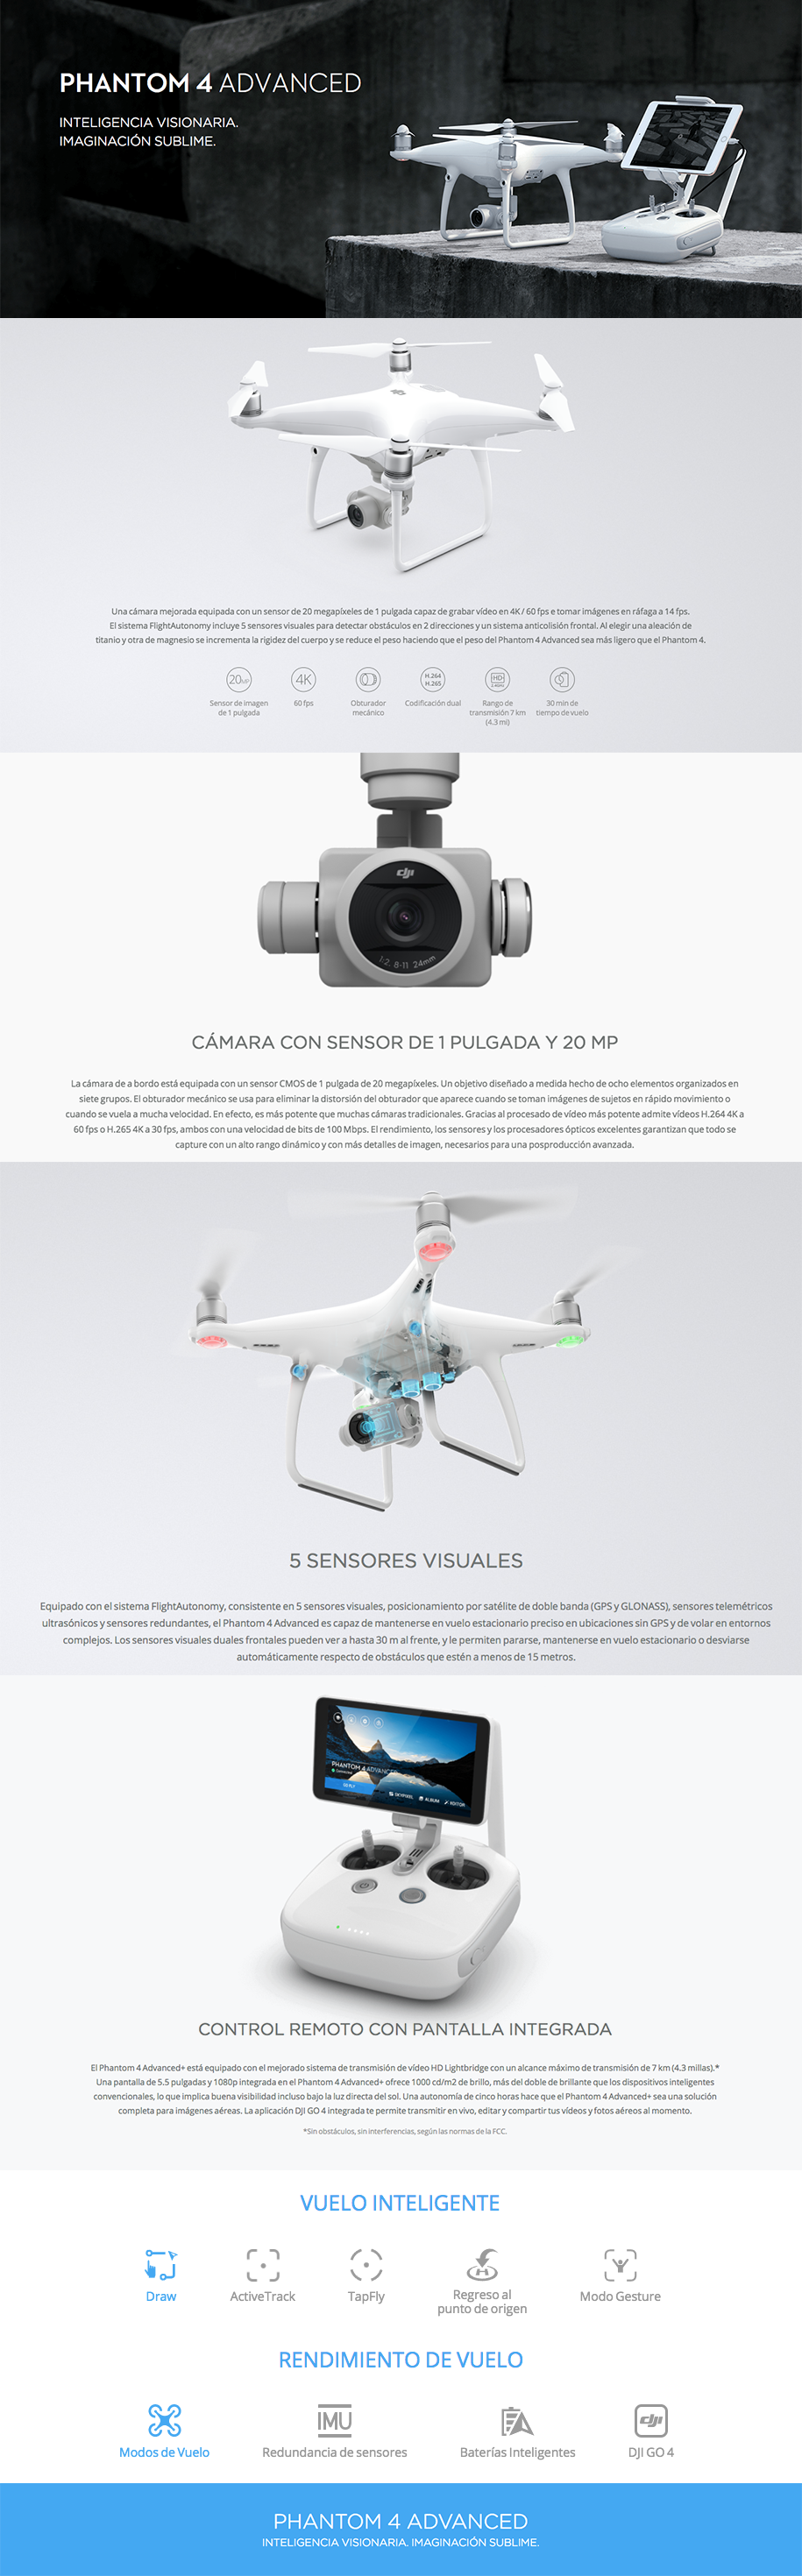 PHANTOM 4 ADVANCED
INTELIGENCIA VISIONARIA.
IMAGINACIÓN SUBLIME.
Una cámara mejorada equipada con un sensor de 20 megapíxeles de 1 pulgada capaz de grabar vídeo en 4K / 60 fps e tomar imágenes en ráfaga a 14 fps.
El sistema FlightAutonomy incluye 5 sensores visuales para detectar obstáculos en 2 direcciones y un sistema anticolisión frontal. Al elegir una aleación de
titanio y otra de magnesio se incrementa la rigidez del cuerpo y se reduce el peso haciendo que el peso del Phantom 4 Advanced sea más ligero que el Phantom 4.
20MP
4K
H.264
H.265
HD
Sensor de imagen
de 1 pulgada
60 fps
Obturador
mecánico
Codificación dual
Rango de
transmisión 7 km
(4.3 mi)
30 min de
tiempo de vuelo
dji
1:2. 8-11 24mm
CÁMARA CON SENSOR DE 1 PULGADA Y 20 MP
La cámara de a bordo está equipada con un sensor CMOS de 1 pulgada de 20 megapíxeles. Un objetivo diseñado a medida hecho de ocho elementos organizados en
siete grupos. El obturador mecánico se usa para eliminar la distorsión del obturador que aparece cuando se toman imágenes de sujetos en rápido movimiento o
cuando se vuela a mucha velocidad. En efecto, es más potente que muchas cámaras tradicionales. Gracias al procesado de vídeo más potente admite vídeos H.264 4K a
60 fps o H.265 4K a 30 fps, ambos con una velocidad de bits de 100 Mbps. El rendimiento, los sensores y los procesadores ópticos excelentes garantizan que todo se
capture con un alto rango dinámico y con más detalles de imagen, necesarios para una posproducción avanzada.
5 SENSORES VISUALES
Equipado con el sistema FlightAutonomy, consistente en 5 sensores visuales, posicionamiento por satélite de doble banda (GPS y GLONASS), sensores telemétricos
ultrasónicos y sensores redundantes, el Phantom 4 Advanced es capaz de mantenerse en vuelo estacionario preciso en ubicaciones sin GPS y de volar en entornos
complejos. Los sensores visuales duales frontales pueden ver a hasta 30 m al frente, y le permiten pararse, mantenerse en vuelo estacionario o desviarse
automáticamente respecto de obstáculos que estén a menos de 15 metros.
PHANTOM 4 ADVANCED
Connected
GO FLY
SKYPIXEL
ALBUM
EDITOR
CONTROL REMOTO CON PANTALLA INTEGRADA
El Phantom 4 Advanced+ está equipado con el mejorado sistema de transmisión de vídeo HD Lightbridge con un alcance máximo de transmisión de 7 km (4.3 millas).*
Una pantalla de 5.5 pulgadas y 1080p integrada en el Phantom 4 Advanced+ ofrece 1000 cd/m2 de brillo, más del doble de brillante que los dispositivos inteligentes
convencionales, lo que implica buena visibilidad incluso bajo la luz directa del sol. Una autonomía de cinco horas hace que el Phantom 4 Advanced+ sea una solución
completa para imágenes aéreas. La aplicación DJI GO 4 integrada te permite transmitir en vivo, editar y compartir tus vídeos y fotos aéreos al momento.
*Sin obstáculos, sin interferencias, según las normas de la FCC.
VUELO INTELIGENTE
Draw
ActiveTrack
TapFly
Regreso al
punto de origen
Modo Gesture
RENDIMIENTO DE VUELO
IMU
dji
Modos de Vuelo
Redundancia de sensores
Baterías Inteligentes
DJI GO 4
PHANTOM 4 ADVANCED
INTELIGENCIA VISIONARIA. IMAGINACIÓN SUBLIME.